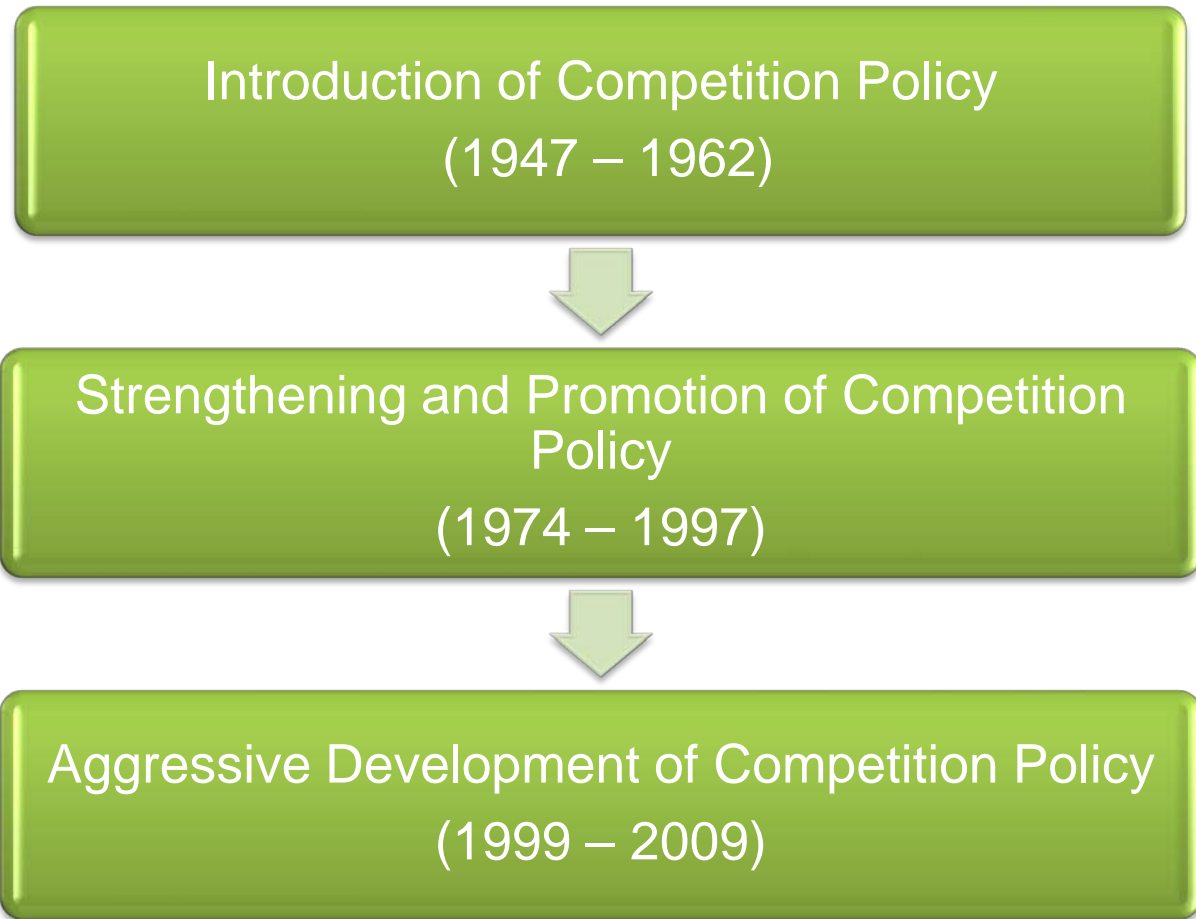 Introduction of Competition Policy
(1947 – 1962)
Strengthening and Promotion of Competition
Policy
(1974 – 1997)
Aggressive Development of Competition Policy
(1999 – 2009)